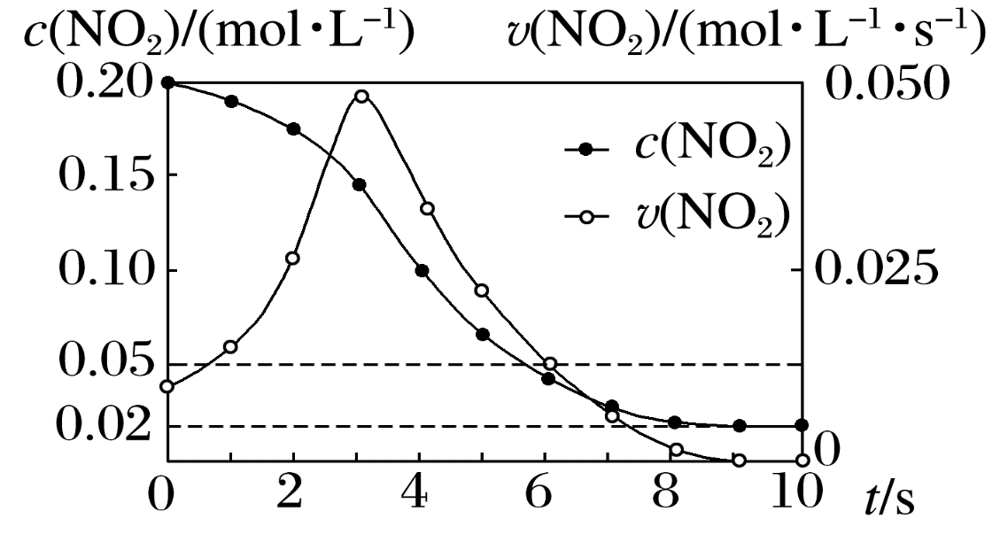 c(NO₂)/(mol·L⁻¹) v(NO₂)/(mol·L⁻¹·s⁻¹)
0.20 0.050
c(NO₂)
0.15
v(NO₂)
0.10 0.025
0.05
0.02
0
0 2 4 6 8 10 t/s